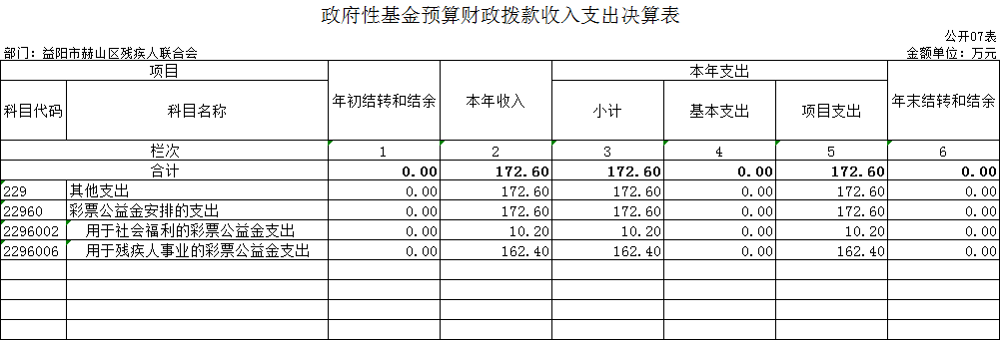 政府性基金预算财政拨款收入支出决算表
公开07表
部门：益阳市赫山区残疾人联合会 金额单位：万元
项目 年初结转和结余 本年收入 本年支出 年末结转和结余
科目代码 科目名称 小计 基本支出 项目支出
栏次 1 2 3 4 5 6
合计 0.00 172.60 172.60 0.00 172.60 0.00
229 其他支出 0.00 172.60 172.60 0.00 172.60 0.00
22960 彩票公益金安排的支出 0.00 172.60 172.60 0.00 172.60 0.00
2296002 用于社会福利的彩票公益金支出 0.00 10.20 10.20 0.00 10.20 0.00
2296006 用于残疾人事业的彩票公益金支出 0.00 162.40 162.40 0.00 162.40 0.00